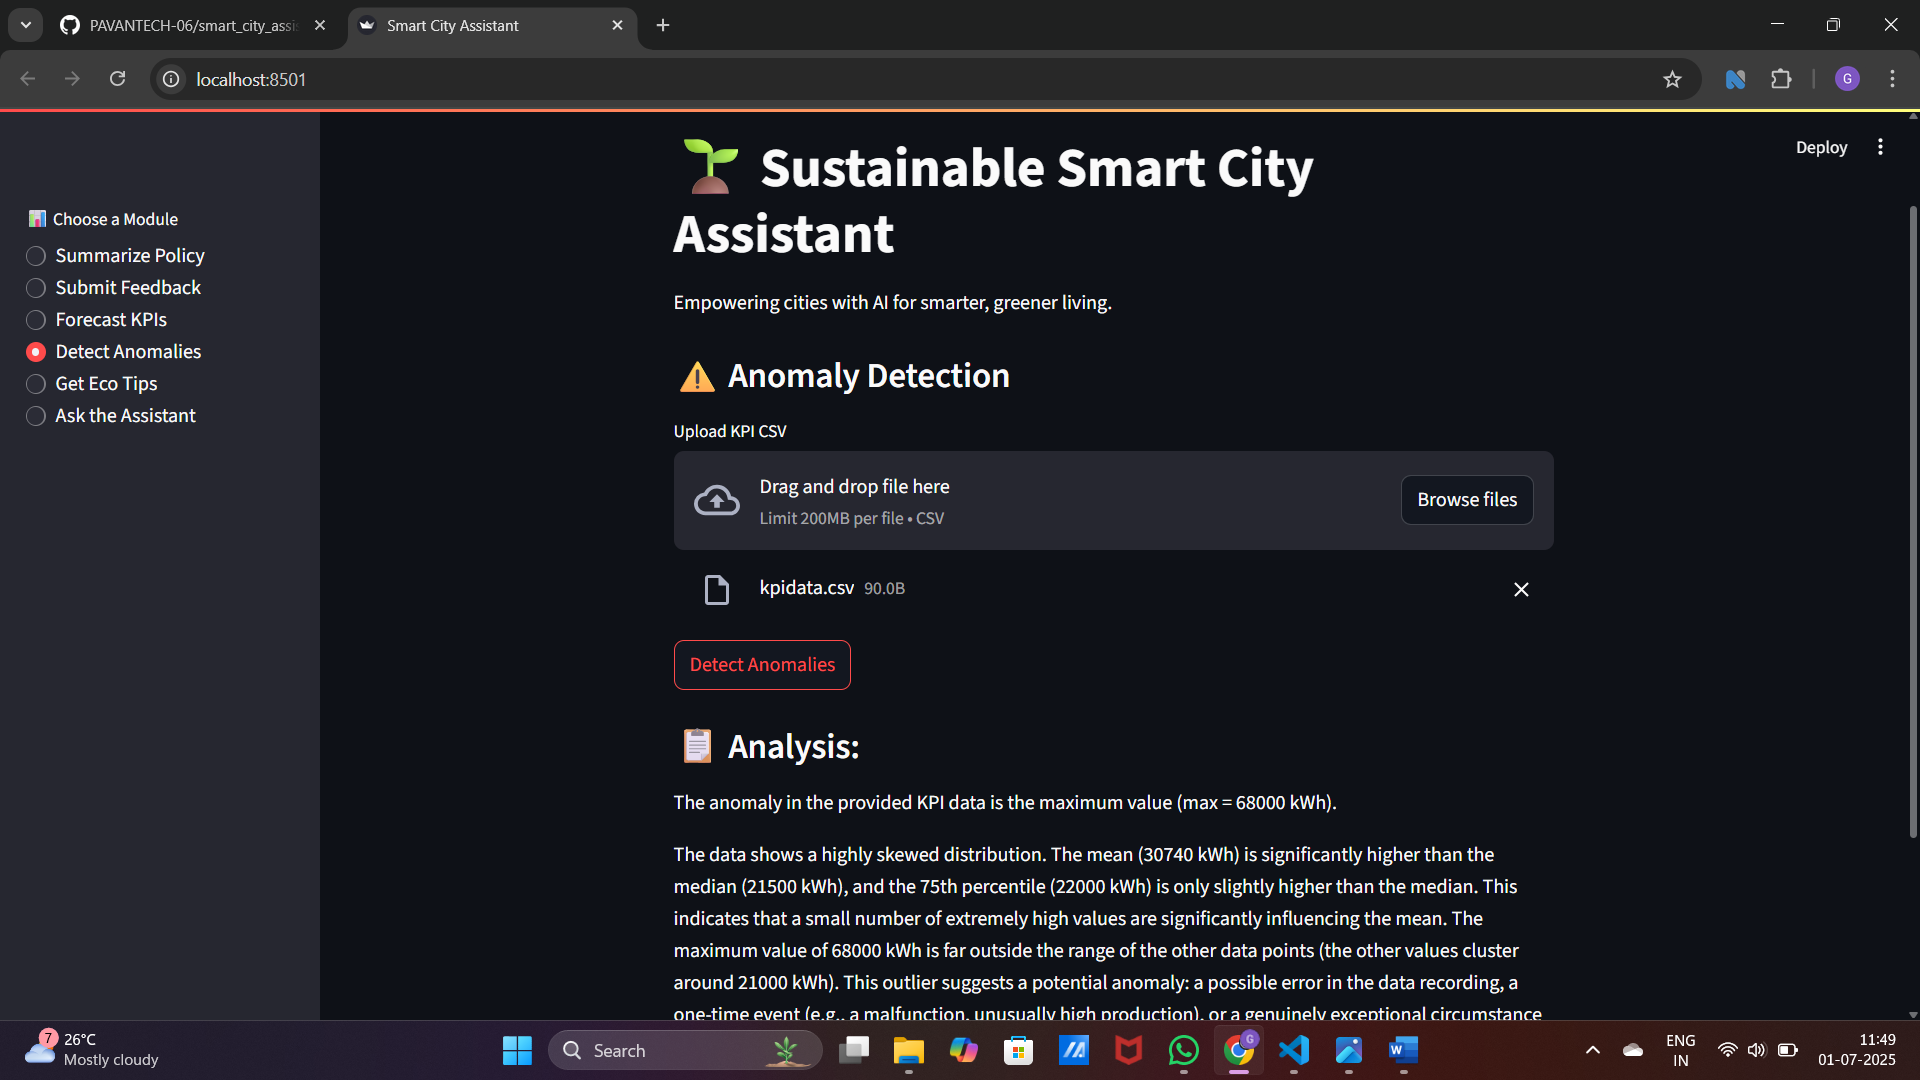 PAVANTECH-06/smart_city_assis
Smart City Assistant
localhost:8501
G
Deploy
Choose a Module
Summarize Policy
Submit Feedback
Forecast KPIs
Detect Anomalies
Get Eco Tips
Ask the Assistant
Sustainable Smart City
Assistant
Empowering cities with AI for smarter, greener living.
Anomaly Detection
Upload KPI CSV
Drag and drop file here
Limit 200MB per file • CSV
Browse files
kpidata.csv 90.0B
Detect Anomalies
Analysis:
The anomaly in the provided KPI data is the maximum value (max = 68000 kWh).
The data shows a highly skewed distribution. The mean (30740 kWh) is significantly higher than the
median (21500 kWh), and the 75th percentile (22000 kWh) is only slightly higher than the median. This
indicates that a small number of extremely high values are significantly influencing the mean. The
maximum value of 68000 kWh is far outside the range of the other data points (the other values cluster
around 21000 kWh). This outlier suggests a potential anomaly: a possible error in the data recording, a
one-time event (e.g., a malfunction, unusually high production), or a genuinely exceptional circumstance
7
26°C
Mostly cloudy
Search
G
W
ENG
IN
11:49
01-07-2025